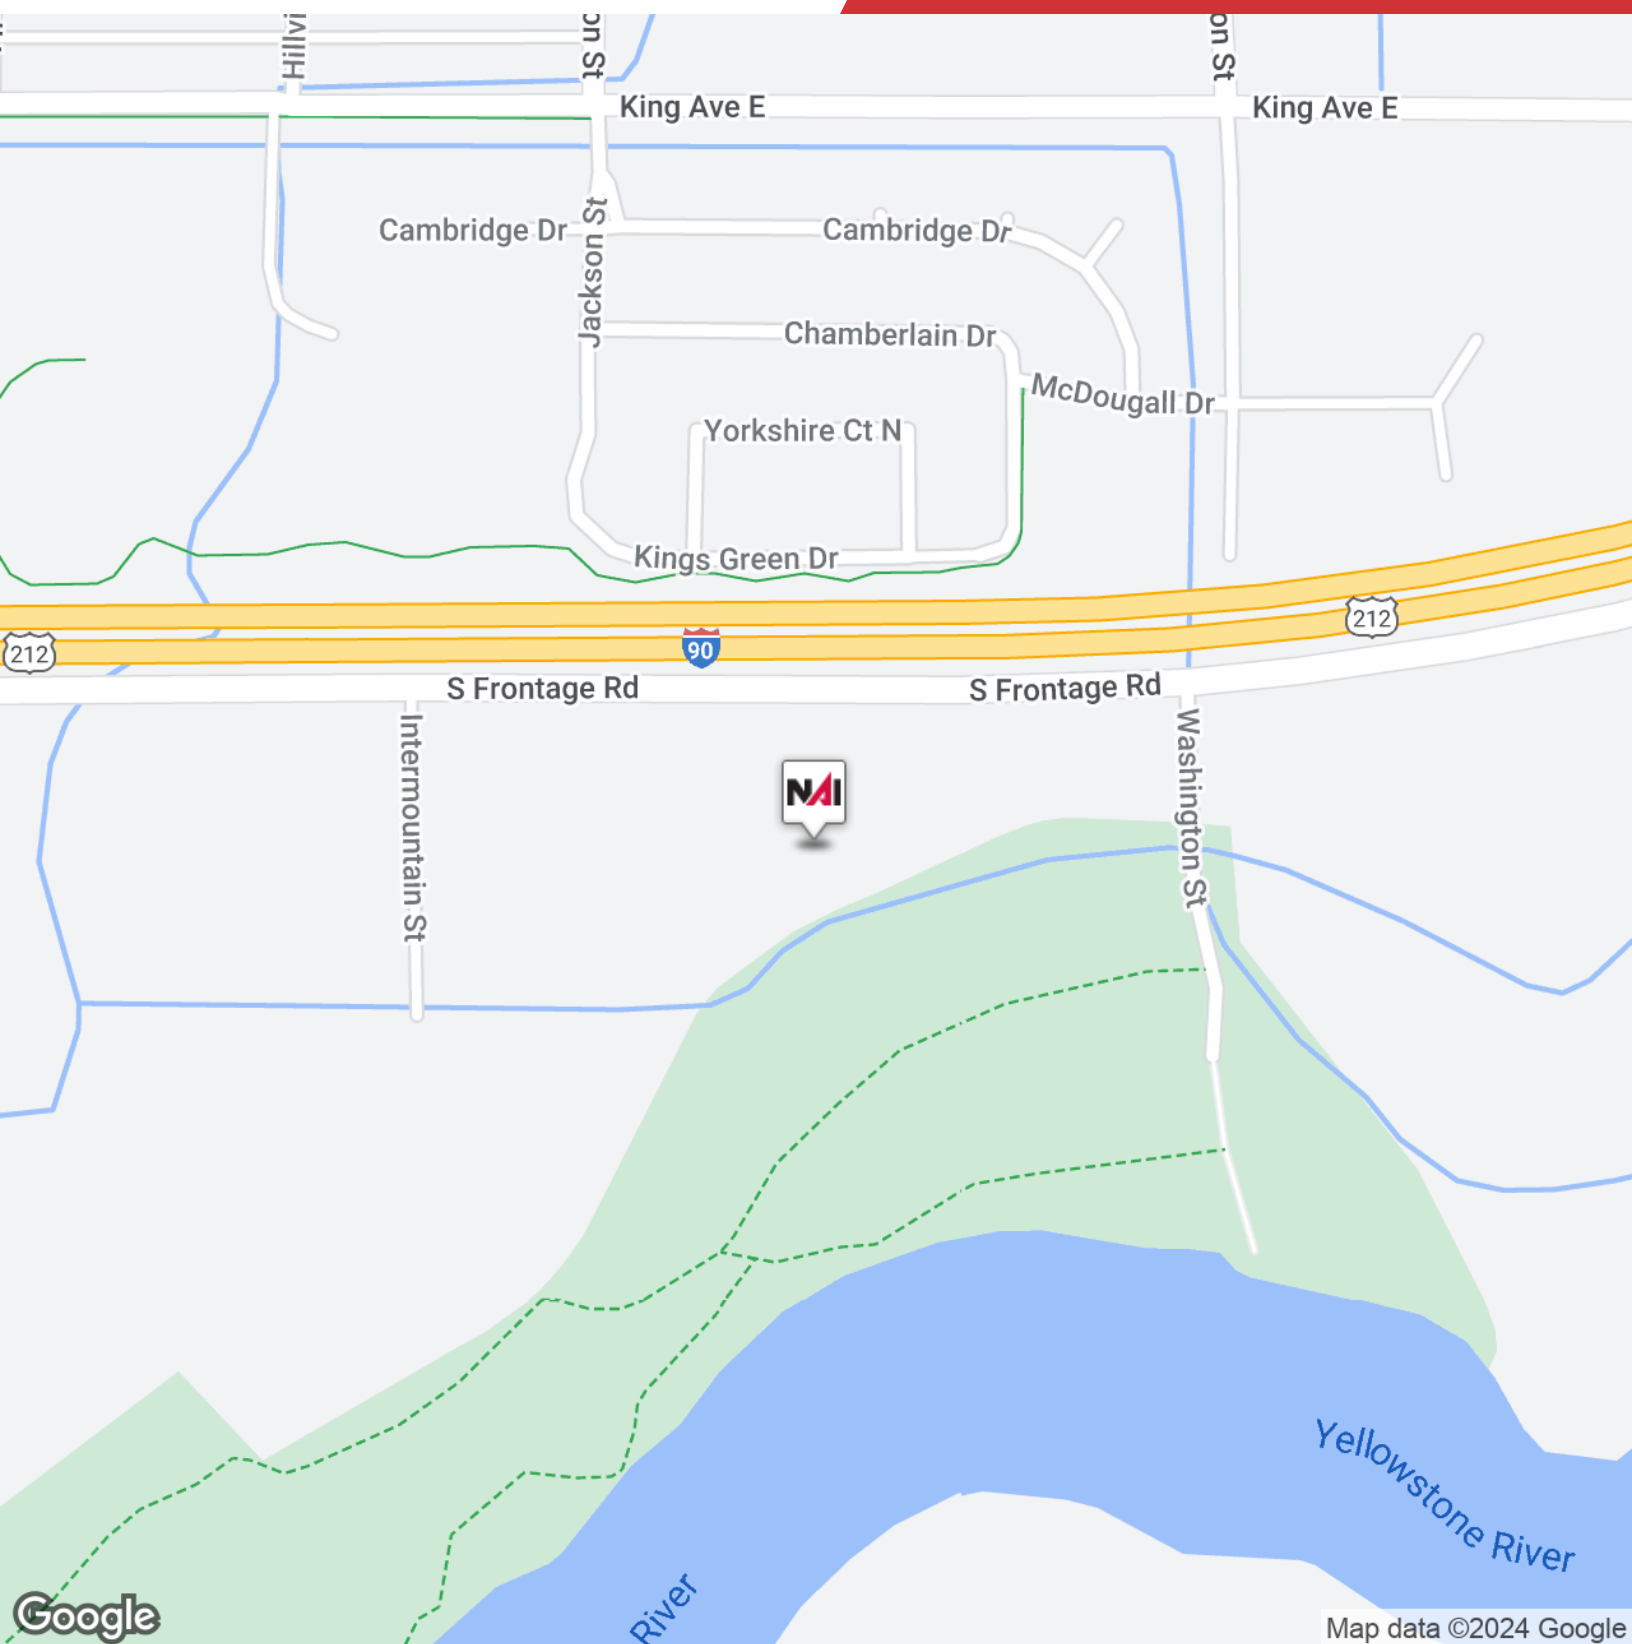 Hillvi
on St
on St
King Ave E
King Ave E
Cambridge Dr
Jackson St
Cambridge Dr
Chamberlain Dr
McDougall Dr
Yorkshire Ct N
Kings Green Dr
212
90
212
S Frontage Rd
S Frontage Rd
Intermountain St
Washington St
NAI
Yellowstone River
River
Google
Map data ©2024 Google